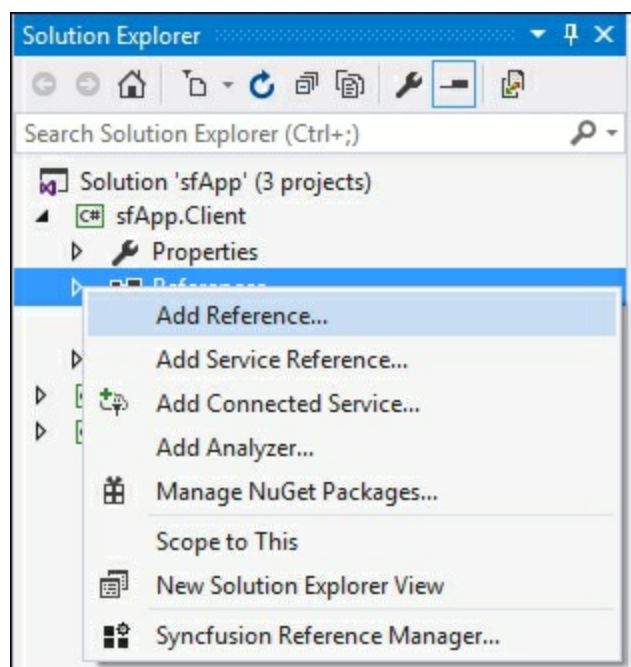 Solution Explorer
Search Solution Explorer (Ctrl+;)
Solution 'sfApp' (3 projects)
C# sfApp.Client
Properties
References
Add Reference...
Add Service Reference...
Add Connected Service...
Add Analyzer...
Manage NuGet Packages...
Scope to This
New Solution Explorer View
Syncfusion Reference Manager...